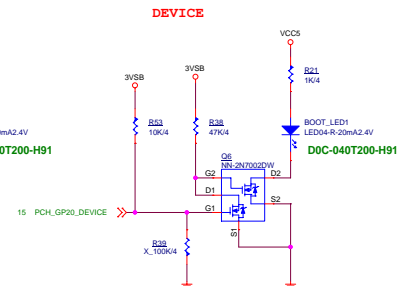 DEVICE
VCC5
3VSB
3VSB
R21
1K/4
R53
10K/4
R38
47K/4
BOOT_LED1
LED04-R-20mA2.4V
mA2.4V
0T200-H91
D0C-040T200-H91
Q6
NN-2N7002DW
G2
D2
D1
S2
15 PCH_GP20_DEVICE
G1
S1
R39
X_100K/4